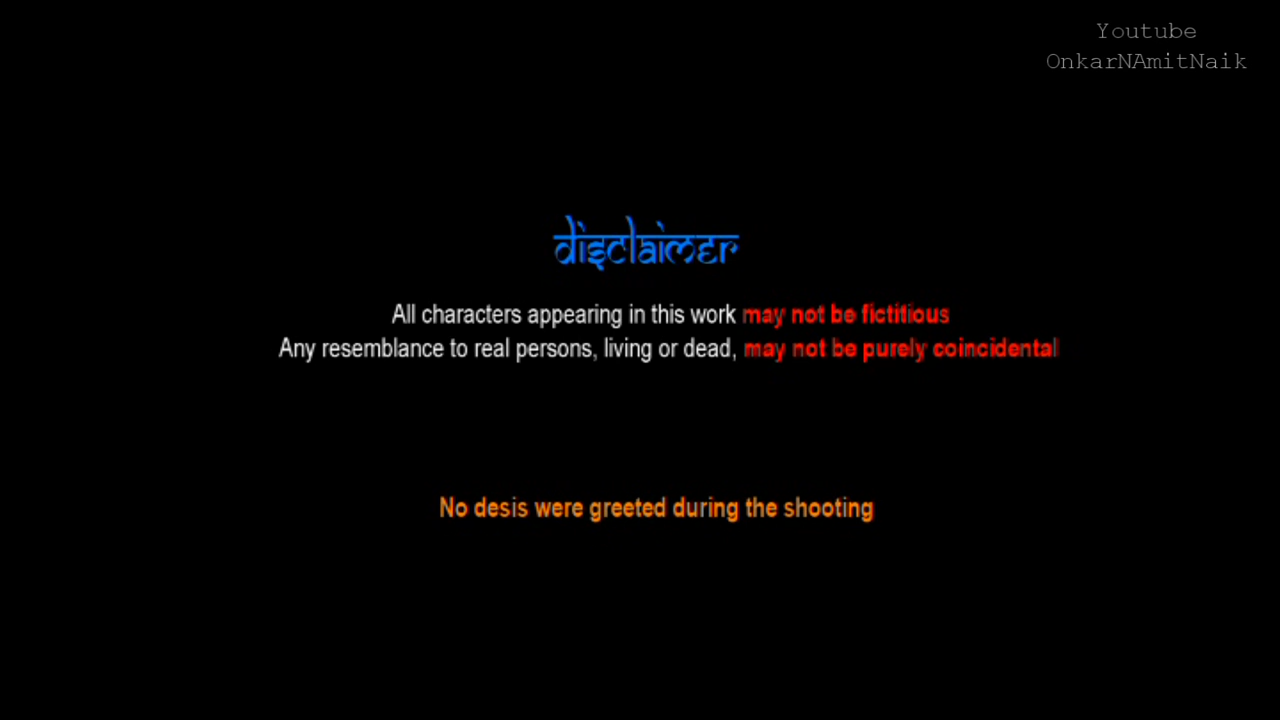 Youtube
OnkarNAmitNaik
disclaimer
All characters appearing in this work may not be fictitious
Any resemblance to real persons, living or dead, may not be purely coincidental
No desis were greeted during the shooting